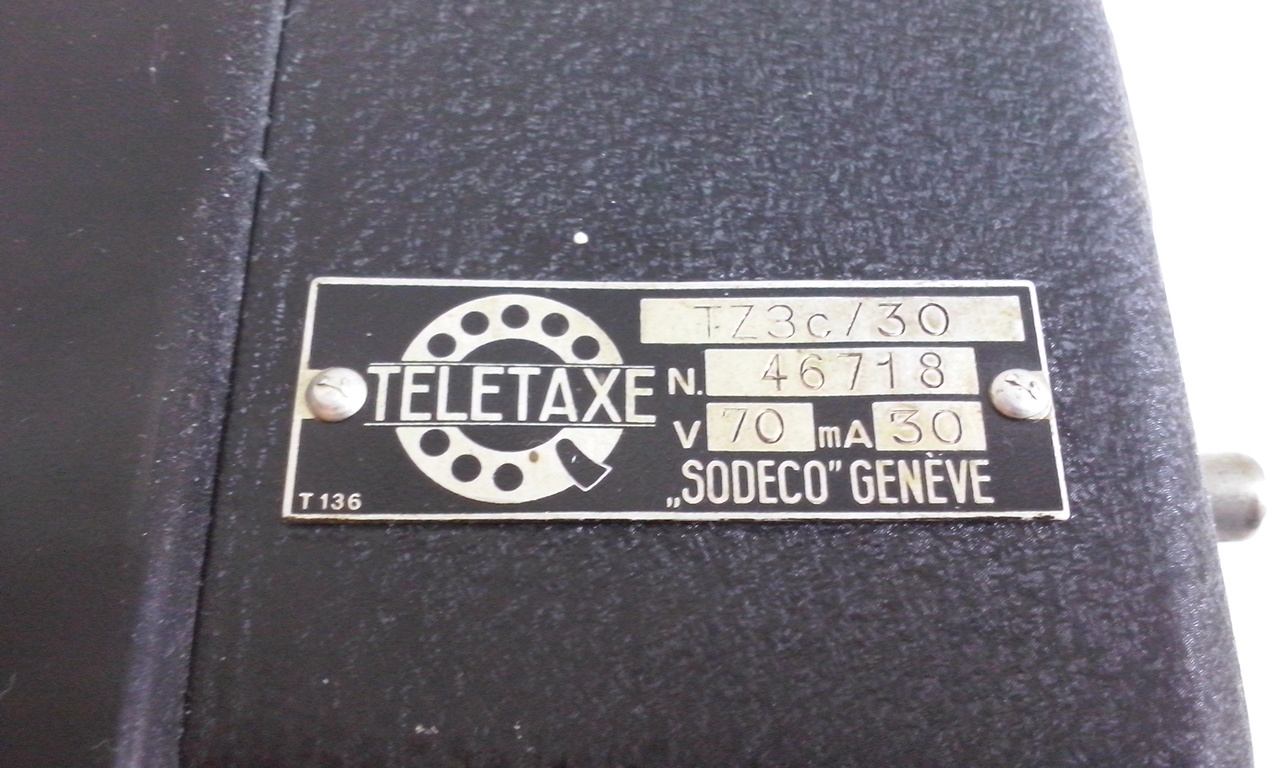 TELETAXE
TZ3c/30
N. 46718
V 70 mA 30
„SODECO” GENÈVE
T 136